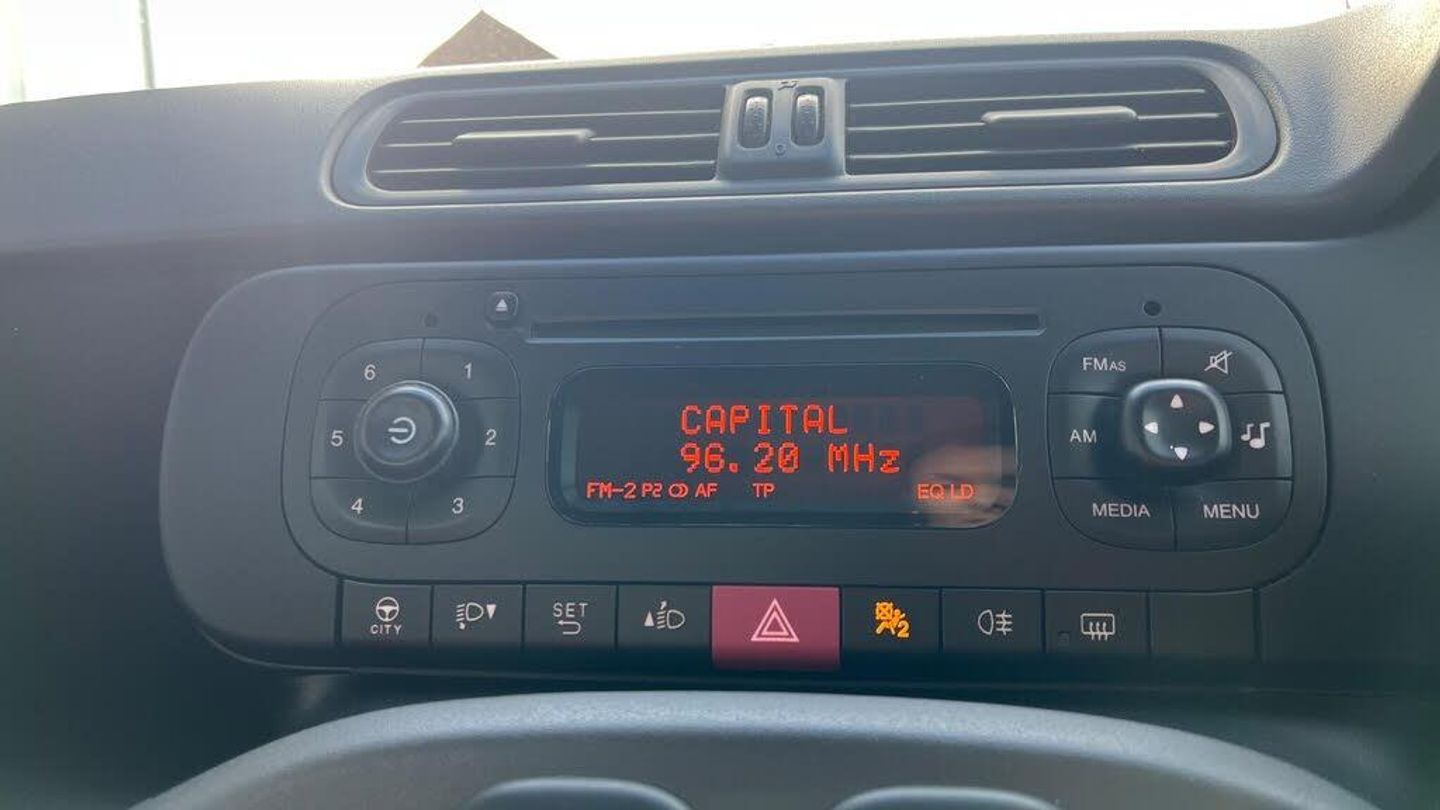 6 1
5 2
4 3
CAPITAL
96.20 MHz
FM-2 P2 AF TP EQ LD
FMAS
AM
MEDIA MENU
CITY
SET
2